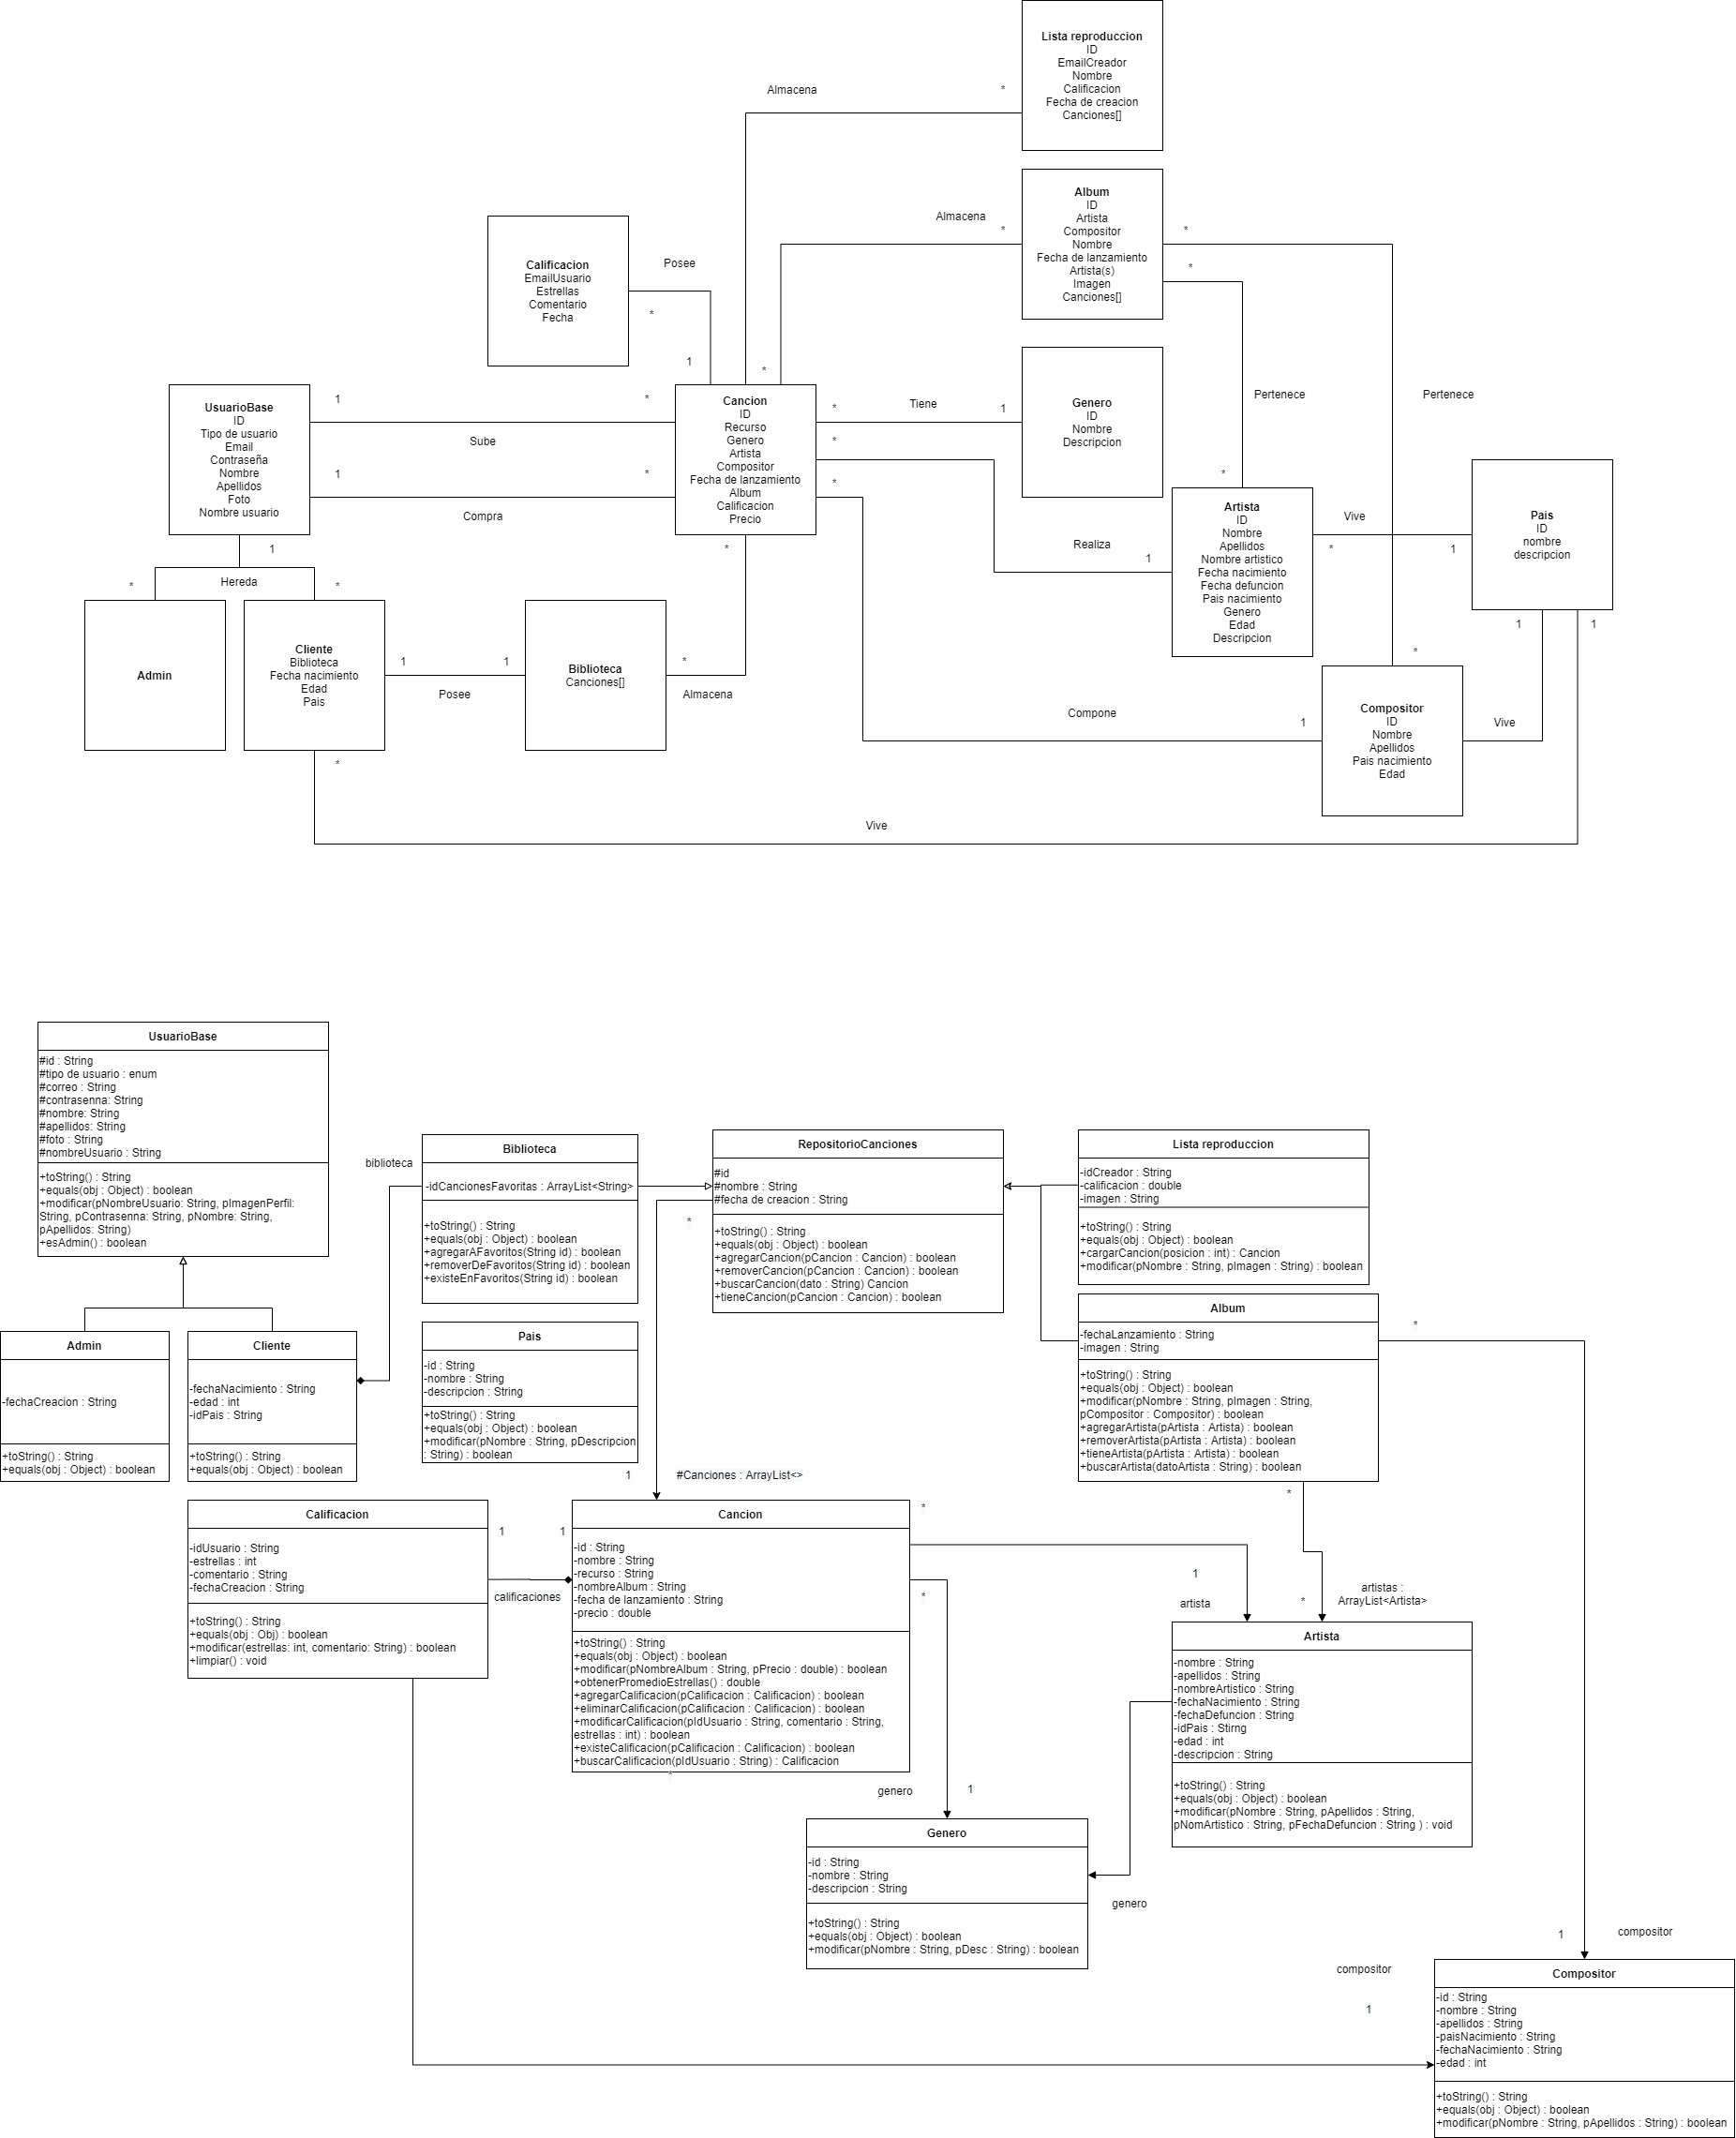 Lista reproduccion
ID
EmailCreador
Nombre
Calificacion
Fecha de creacion
Canciones[]
Almacena
*
Album
ID
Artista
Compositor
Nombre
Fecha de lanzamiento
Artista(s)
Imagen
Canciones[]
Almacena
*
*
*
Calificacion
EmailUsuario
Estrellas
Comentario
Fecha
Posee
*
1
*
UsuarioBase
ID
Tipo de usuario
Email
Contraseña
Nombre
Apellidos
Foto
Nombre usuario
1
*
Sube
1
*
Compra
Cancion
ID
Recurso
Genero
Artista
Compositor
Fecha de lanzamiento
Album
Calificacion
Precio
*
Tiene
1
*
*
Genero
ID
Nombre
Descripcion
Pertenece
Pertenece
*
Artista
ID
Nombre
Apellidos
Nombre artistico
Fecha nacimiento
Fecha defuncion
Pais nacimiento
Genero
Edad
Descripcion
Realiza
1
Vive
*
1
Pais
ID
nombre
descripcion
1
1
1
Hereda
*
*
Admin
Cliente
Biblioteca
Fecha nacimiento
Edad
Pais
1
1
Posee
Biblioteca
Canciones[]
*
*
Almacena
Compone
1
*
Compositor
ID
Nombre
Apellidos
Pais nacimiento
Edad
Vive
*
Vive
UsuarioBase
#id : String
#tipo de usuario : enum
#correo : String
#contrasenna: String
#nombre: String
#apellidos: String
#foto : String
#nombreUsuario : String
+toString() : String
+equals(obj : Object) : boolean
+modificar(pNombreUsuario: String, pImagenPerfil:
String, pContrasenna: String, pNombre: String,
pApellidos: String)
+esAdmin() : boolean
biblioteca
Biblioteca
-idCancionesFavoritas : ArrayList<String>
+toString() : String
+equals(obj : Object) : boolean
+agregarAFavoritos(String id) : boolean
+removerDeFavoritos(String id) : boolean
+existeEnFavoritos(String id) : boolean
RepositorioCanciones
#id
#nombre : String
#fecha de creacion : String
+toString() : String
+equals(obj : Object) : boolean
+agregarCancion(pCancion : Cancion) : boolean
+removerCancion(pCancion : Cancion) : boolean
+buscarCancion(dato : String) Cancion
+tieneCancion(pCancion : Cancion) : boolean
*
Lista reproduccion
-idCreador : String
-calificacion : double
-imagen : String
+toString() : String
+equals(obj : Object) : boolean
+cargarCancion(posicion : int) : Cancion
+modificar(pNombre : String, pImagen : String) : boolean
Album
-fechaLanzamiento : String
-imagen : String
+toString() : String
+equals(obj : Object) : boolean
+modificar(pNombre : String, pImagen : String,
pCompositor : Compositor) : boolean
+agregarArtista(pArtista : Artista) : boolean
+removerArtista(pArtista : Artista) : boolean
+tieneArtista(pArtista : Artista) : boolean
+buscarArtista(datoArtista : String) : boolean
*
*
Admin
-fechaCreacion : String
+toString() : String
+equals(obj : Object) : boolean
Cliente
-fechaNacimiento : String
-edad : int
-idPais : String
+toString() : String
+equals(obj : Object) : boolean
Pais
-id : String
-nombre : String
-descripcion : String
+toString() : String
+equals(obj : Object) : boolean
+modificar(pNombre : String, pDescripcion
: String) : boolean
1
#Canciones : ArrayList<>
Calificacion
-idUsuario : String
-estrellas : int
-comentario : String
-fechaCreacion : String
+toString() : String
+equals(obj : Obj) : boolean
+modificar(estrellas: int, comentario: String) : boolean
+limpiar() : void
1
1
calificaciones
Cancion
-id : String
-nombre : String
-recurso : String
-nombreAlbum : String
-fecha de lanzamiento : String
-precio : double
+toString() : String
+equals(obj : Object) : boolean
+modificar(pNombreAlbum : String, pPrecio : double) : boolean
+obtenerPromedioEstrellas() : double
+agregarCalificacion(pCalificacion : Calificacion) : boolean
+eliminarCalificacion(pCalificacion : Calificacion) : boolean
+modificarCalificacion(pIdUsuario : String, comentario : String,
estrellas : int) : boolean
+existeCalificacion(pCalificacion : Calificacion) : boolean
+buscarCalificacion(pIdUsuario : String) : Calificacion
*
*
*
1
artista
*
artistas :
ArrayList<Artista>
Artista
-nombre : String
-apellidos : String
-nombreArtistico : String
-fechaNacimiento : String
-fechaDefuncion : String
-idPais : Stirng
-edad : int
-descripcion : String
+toString() : String
+equals(obj : Object) : boolean
+modificar(pNombre : String, pApellidos : String,
pNomArtistico : String, pFechaDefuncion : String ) : void
genero
1
Genero
-id : String
-nombre : String
-descripcion : String
+toString() : String
+equals(obj : Object) : boolean
+modificar(pNombre : String, pDesc : String) : boolean
genero
1
compositor
compositor
1
Compositor
-id : String
-nombre : String
-apellidos : String
-paisNacimiento : String
-fechaNacimiento : String
-edad : int
+toString() : String
+equals(obj : Object) : boolean
+modificar(pNombre : String, pApellidos : String) : boolean